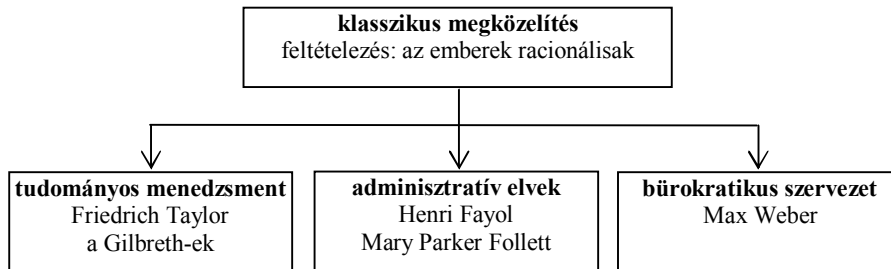 klasszikus megközelítés
feltételezés: az emberek racionálisak
tudományos menedzsment
Friedrich Taylor
a Gilbreth-ek
adminisztratív elvek
Henri Fayol
Mary Parker Follett
bürokratikus szervezet
Max Weber